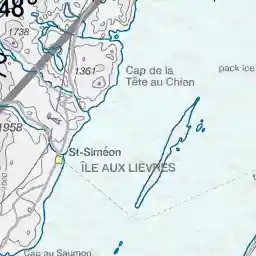 48°
1738
1361
Cap de la
Tête au Chien
pack ice
1958
St-Siméon
ÎLE AUX LIÈVRES
1900
Cap au Saumon